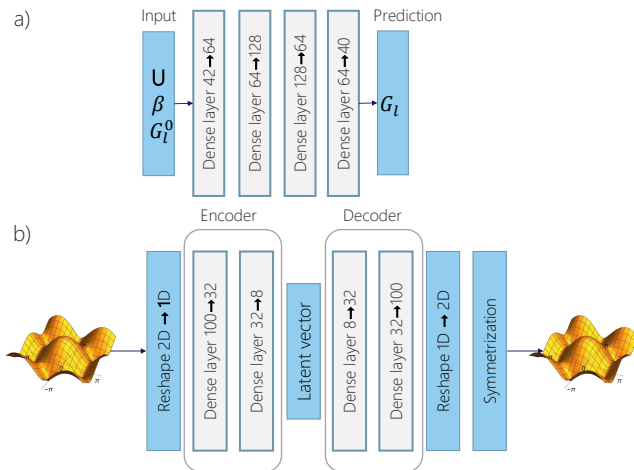 a)
Input
Prediction
U
β
G_l^0
Dense layer 42→64
Dense layer 64→128
Dense layer 128→64
Dense layer 64→40
G_l
b)
Encoder
Decoder
Reshape 2D → 1D
Dense layer 100→32
Dense layer 32→8
Latent vector
Dense layer 8→32
Dense layer 32→100
Reshape 1D → 2D
Symmetrization
0
π
-π
0
π
-π